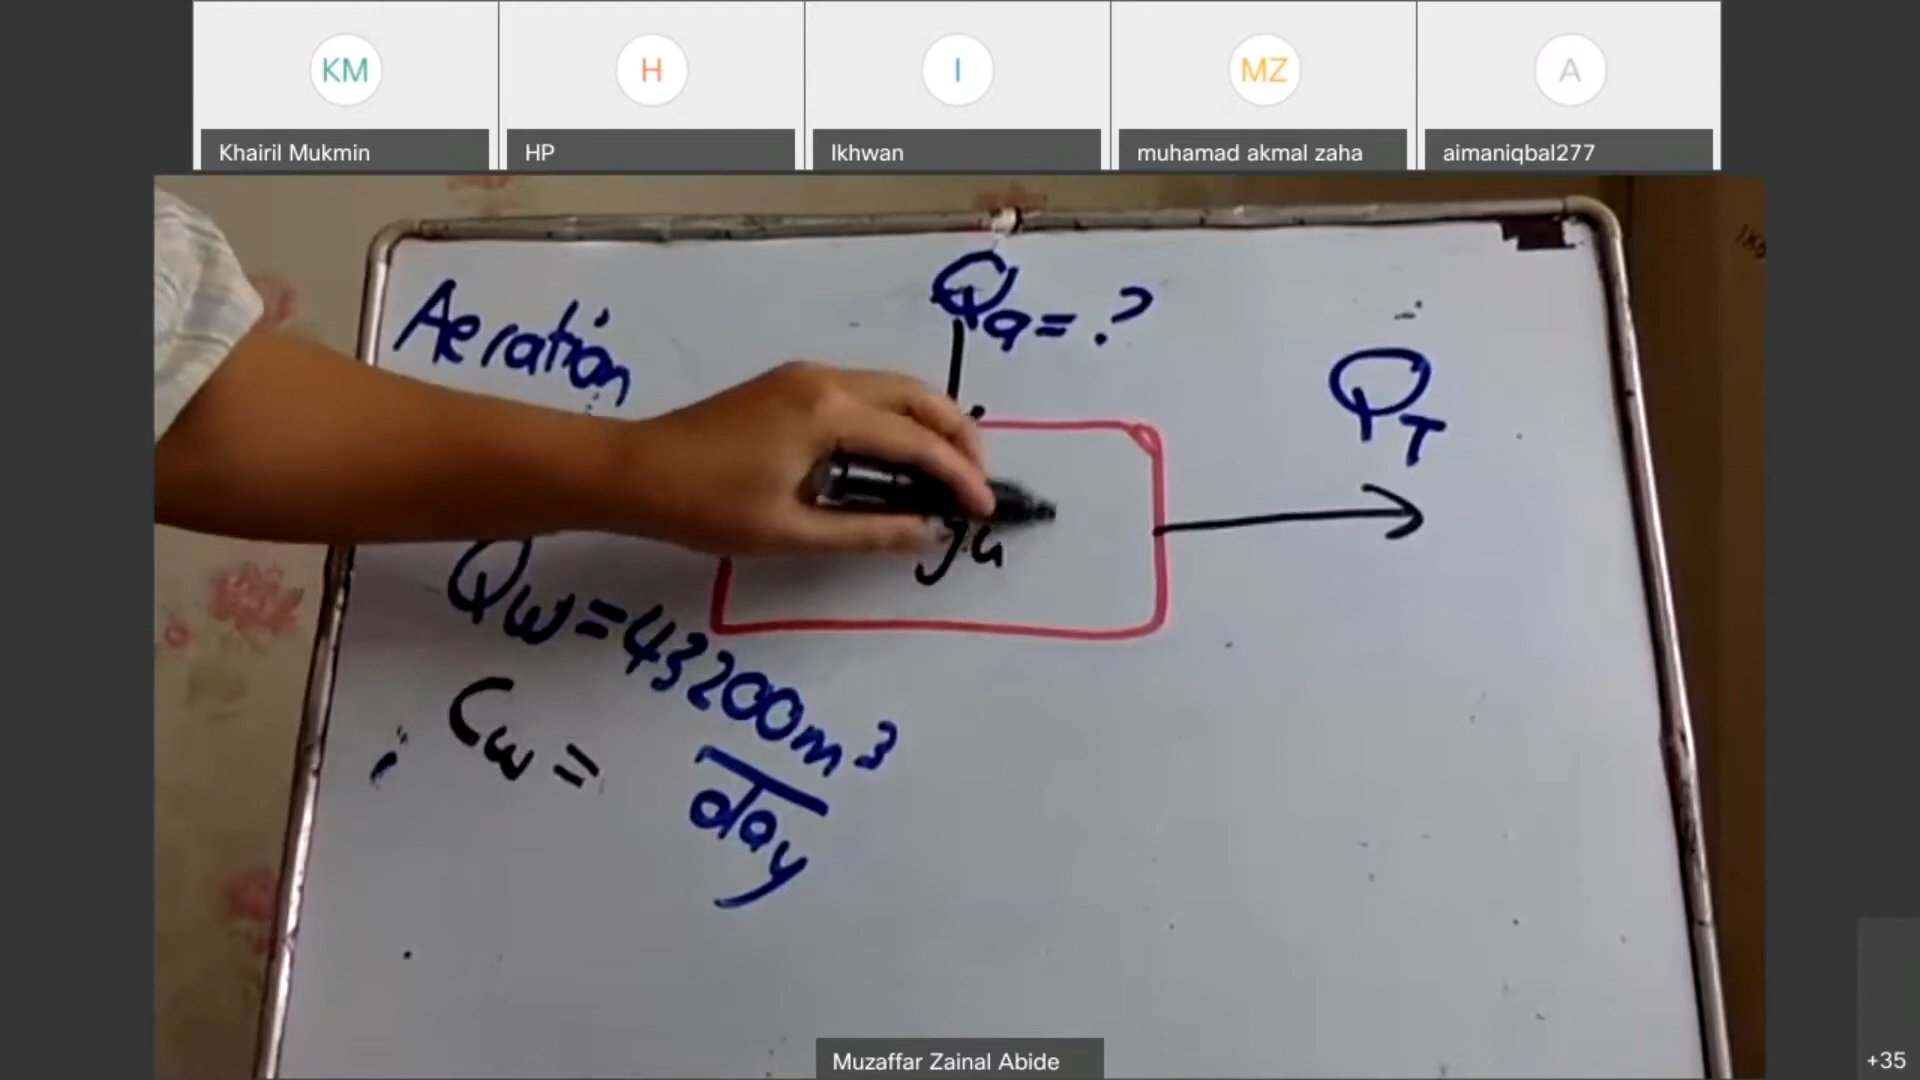 KM
H
I
MZ
A
Khairil Mukmin
HP
Ikhwan
muhamad akmal zaha
aimaniqbal277
Aeration
Qa = ?
QT
Qw = 43200 m³
day
Cw =
Muzaffar Zainal Abide
+35